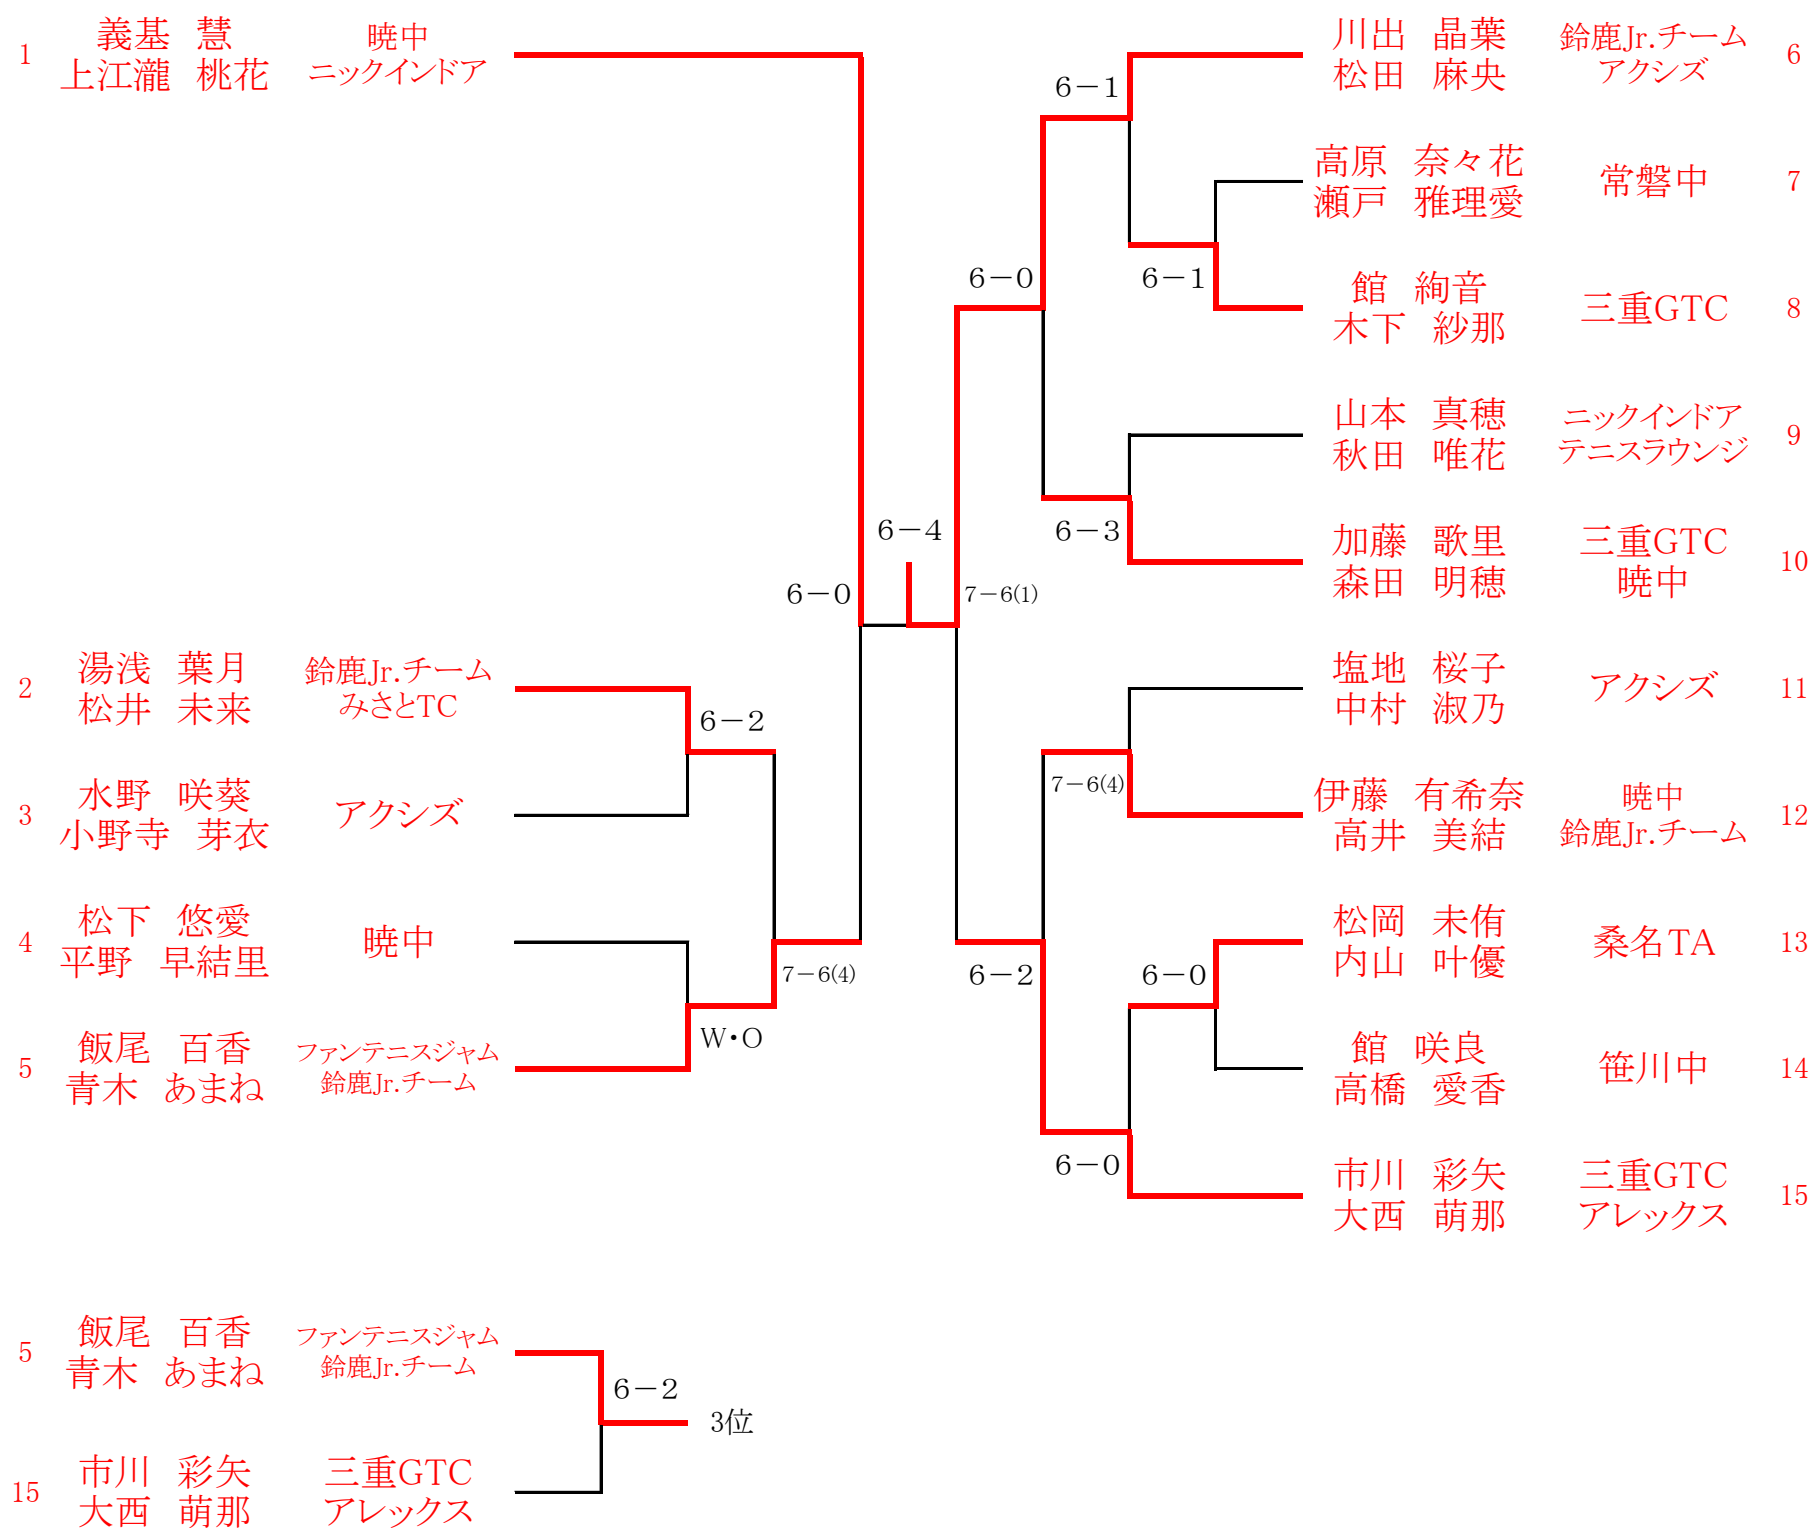 1
義基 慧
上江瀧 桃花
暁中
ニックインドア
2
湯浅 葉月
松井 未来
鈴鹿Jr.チーム
みさとTC
3
水野 咲葵
小野寺 芽衣
アクシズ
4
松下 悠愛
平野 早結里
暁中
5
飯尾 百香
青木 あまね
ファンテニスジャム
鈴鹿Jr.チーム
6-2
W・O
7-6(4)
6-0
6-4
7-6(1)
6-0
6-2
6-1
6-3
7-6(4)
6-0
6-1
6-0
川出 晶葉
松田 麻央
鈴鹿Jr.チーム
アクシズ
6
高原 奈々花
瀬戸 雅理愛
常磐中
7
館 絢音
木下 紗那
三重GTC
8
山本 真穂
秋田 唯花
ニックインドア
テニスラウンジ
9
加藤 歌里
森田 明穂
三重GTC
暁中
10
塩地 桜子
中村 淑乃
アクシズ
11
伊藤 有希奈
高井 美結
暁中
鈴鹿Jr.チーム
12
松岡 未侑
内山 叶優
桑名TA
13
館 咲良
高橋 愛香
笹川中
14
市川 彩矢
大西 萌那
三重GTC
アレックス
15
5
飯尾 百香
青木 あまね
ファンテニスジャム
鈴鹿Jr.チーム
6-2
3位
15
市川 彩矢
大西 萌那
三重GTC
アレックス